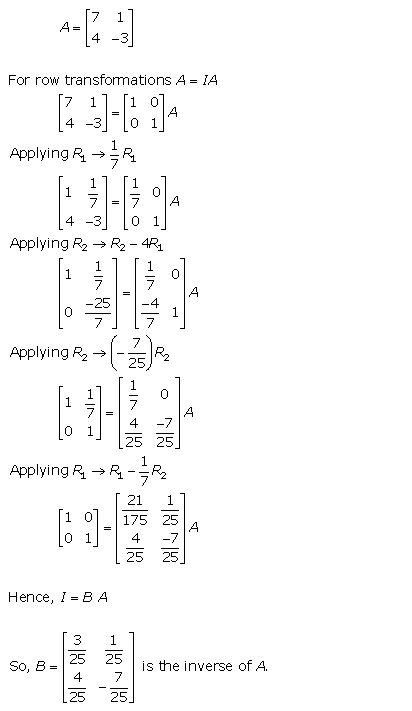 A = [7 1; 4 −3]
For row transformations A = IA
[7 1; 4 −3] = [1 0; 0 1] A
Applying R₁ → 1/7 R₁
[1 1/7; 4 −3] = [1/7 0; 0 1] A
Applying R₂ → R₂ − 4R₁
[1 1/7; 0 −25/7] = [1/7 0; −4/7 1] A
Applying R₂ → (−7/25) R₂
[1 1/7; 0 1] = [1/7 0; 4/25 −7/25] A
Applying R₁ → R₁ − 1/7 R₂
[1 0; 0 1] = [21/175 1/25; 4/25 −7/25] A
Hence, I = B A
So, B = [3/25 1/25; 4/25 −7/25] is the inverse of A.